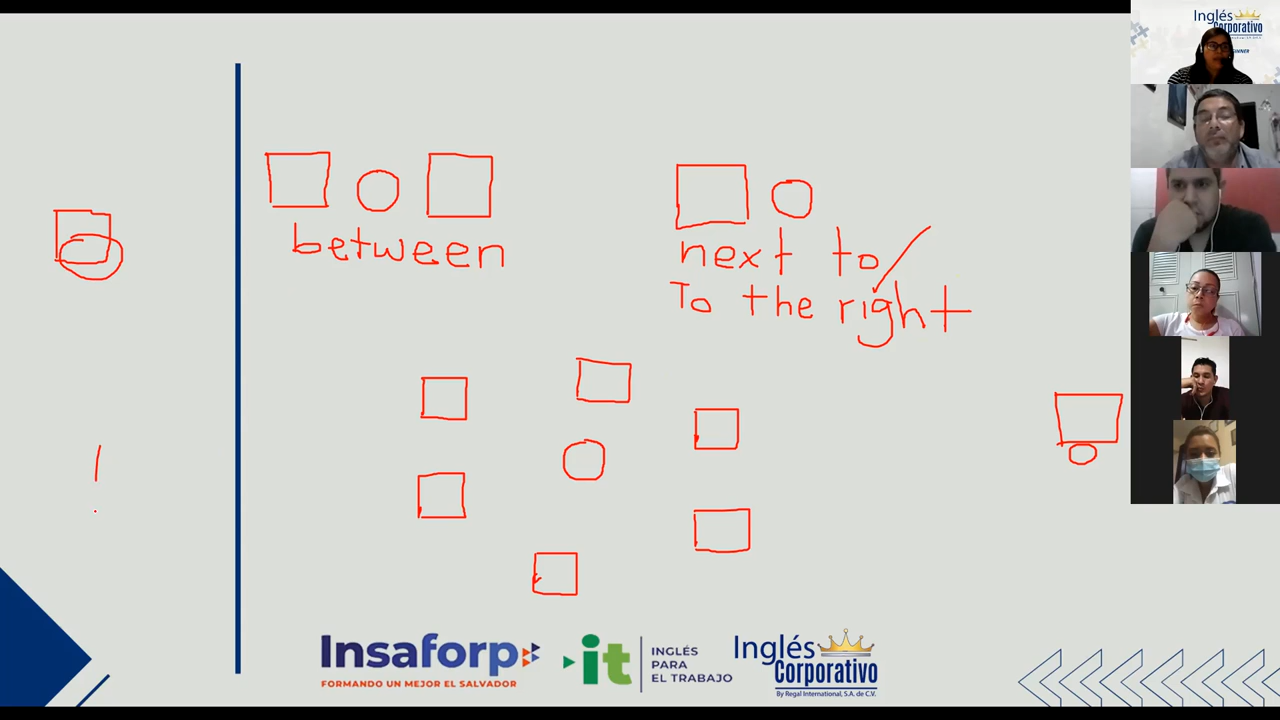 between
next to/
To the right
Insaforp
FORMANDO UN MEJOR EL SALVADOR
it
INGLÉS
PARA
EL TRABAJO
Inglés
Corporativo
By Regal International, S.A. de C.V.
Inglés
Corporativo